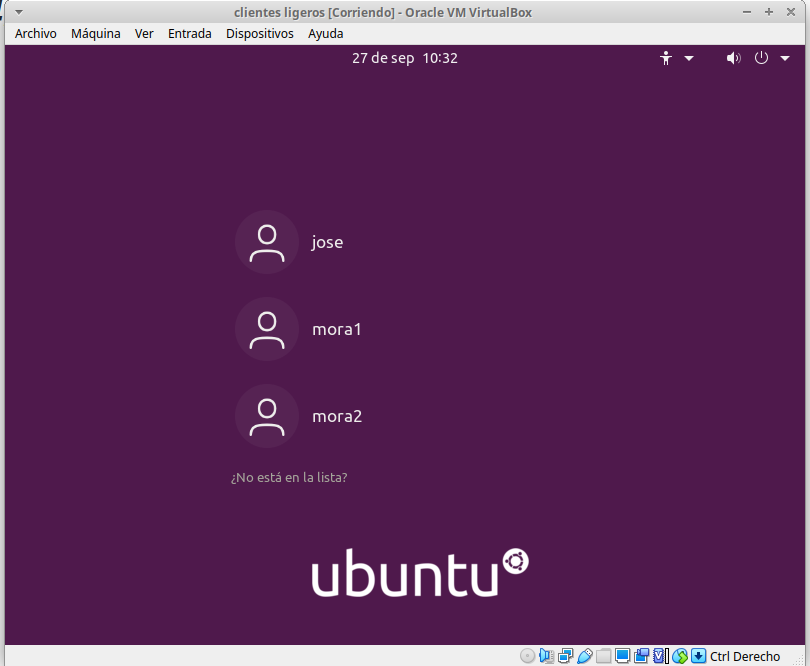 clientes ligeros [Corriendo] - Oracle VM VirtualBox
Archivo Máquina Ver Entrada Dispositivos Ayuda
27 de sep 10:32
jose
mora1
mora2
¿No está en la lista?
ubuntu
Ctrl Derecho